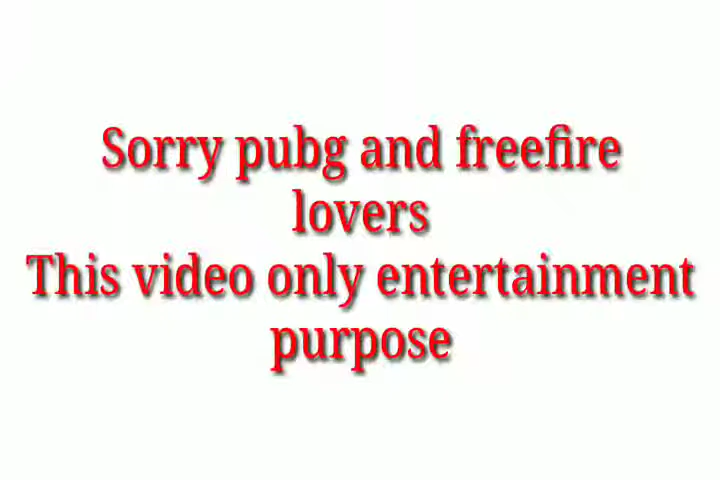 Sorry pubg and freefire
lovers
This video only entertainment
purpose